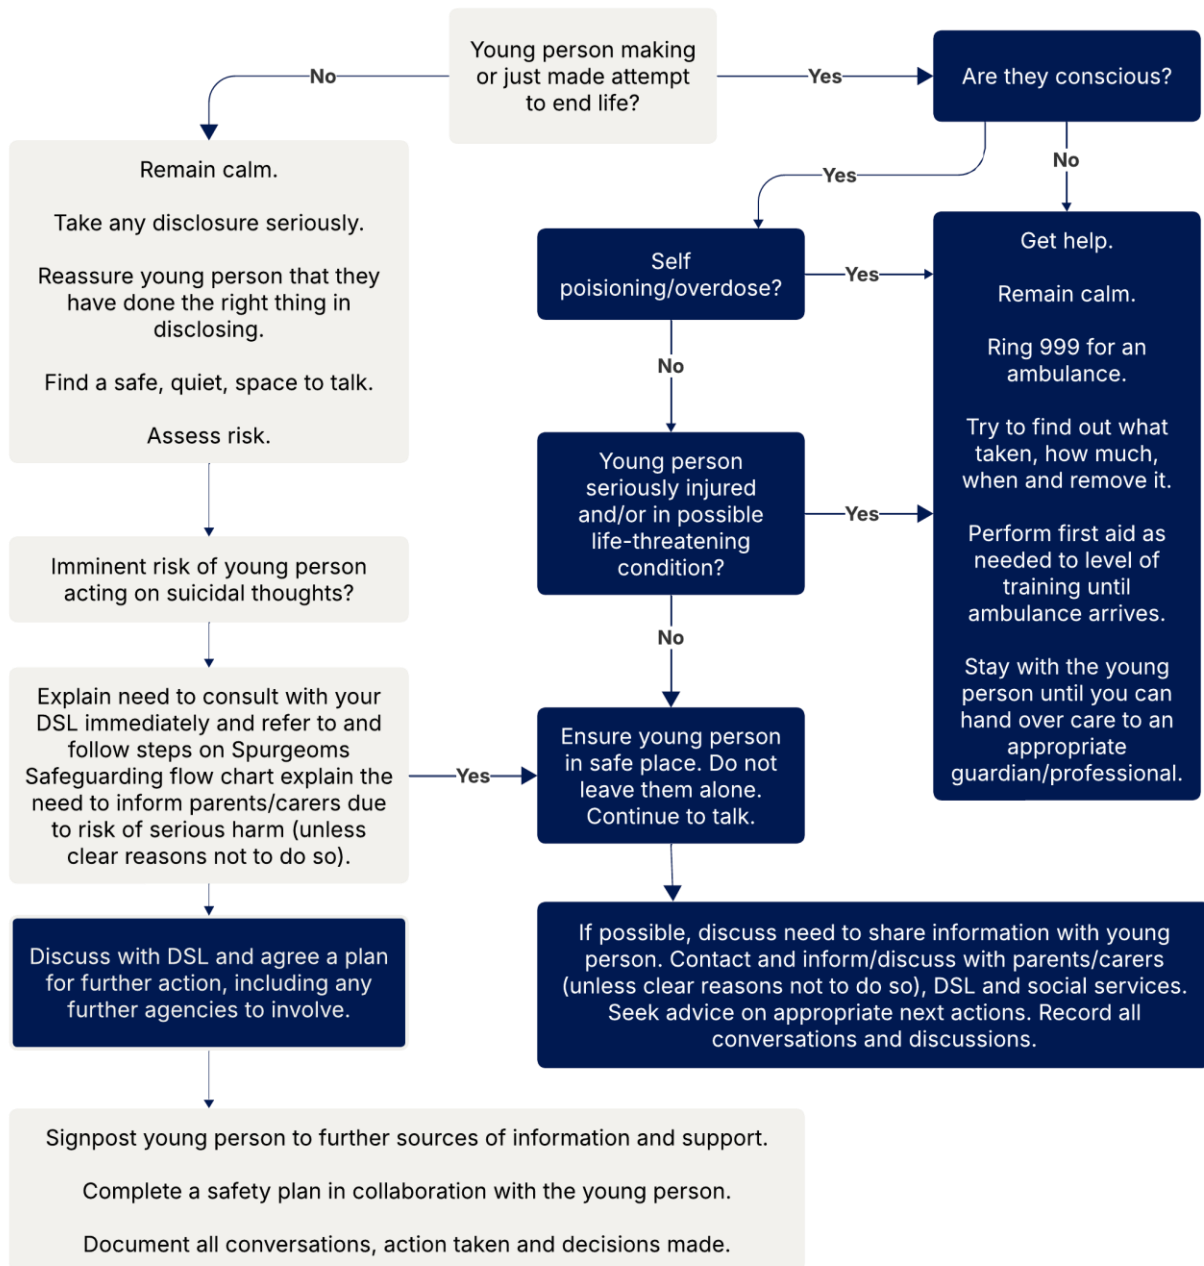 Young person making
or just made attempt
to end life?
No
Yes
Are they conscious?
No
Yes
Remain calm.
Take any disclosure seriously.
Reassure young person that they
have done the right thing in
disclosing.
Find a safe, quiet, space to talk.
Assess risk.
Self
poisioning/overdose?
Yes
No
Get help.
Remain calm.
Ring 999 for an
ambulance.
Try to find out what
taken, how much,
when and remove it.
Perform first aid as
needed to level of
training until
ambulance arrives.
Stay with the young
person until you can
hand over care to an
appropriate
guardian/professional.
Young person
seriously injured
and/or in possible
life-threatening
condition?
Yes
No
Imminent risk of young person
acting on suicidal thoughts?
Explain need to consult with your
DSL immediately and refer to and
follow steps on Spurgeoms
Safeguarding flow chart explain the
need to inform parents/carers due
to risk of serious harm (unless
clear reasons not to do so).
Yes
Ensure young person
in safe place. Do not
leave them alone.
Continue to talk.
Discuss with DSL and agree a plan
for further action, including any
further agencies to involve.
If possible, discuss need to share information with young
person. Contact and inform/discuss with parents/carers
(unless clear reasons not to do so), DSL and social services.
Seek advice on appropriate next actions. Record all
conversations and discussions.
Signpost young person to further sources of information and support.
Complete a safety plan in collaboration with the young person.
Document all conversations, action taken and decisions made.